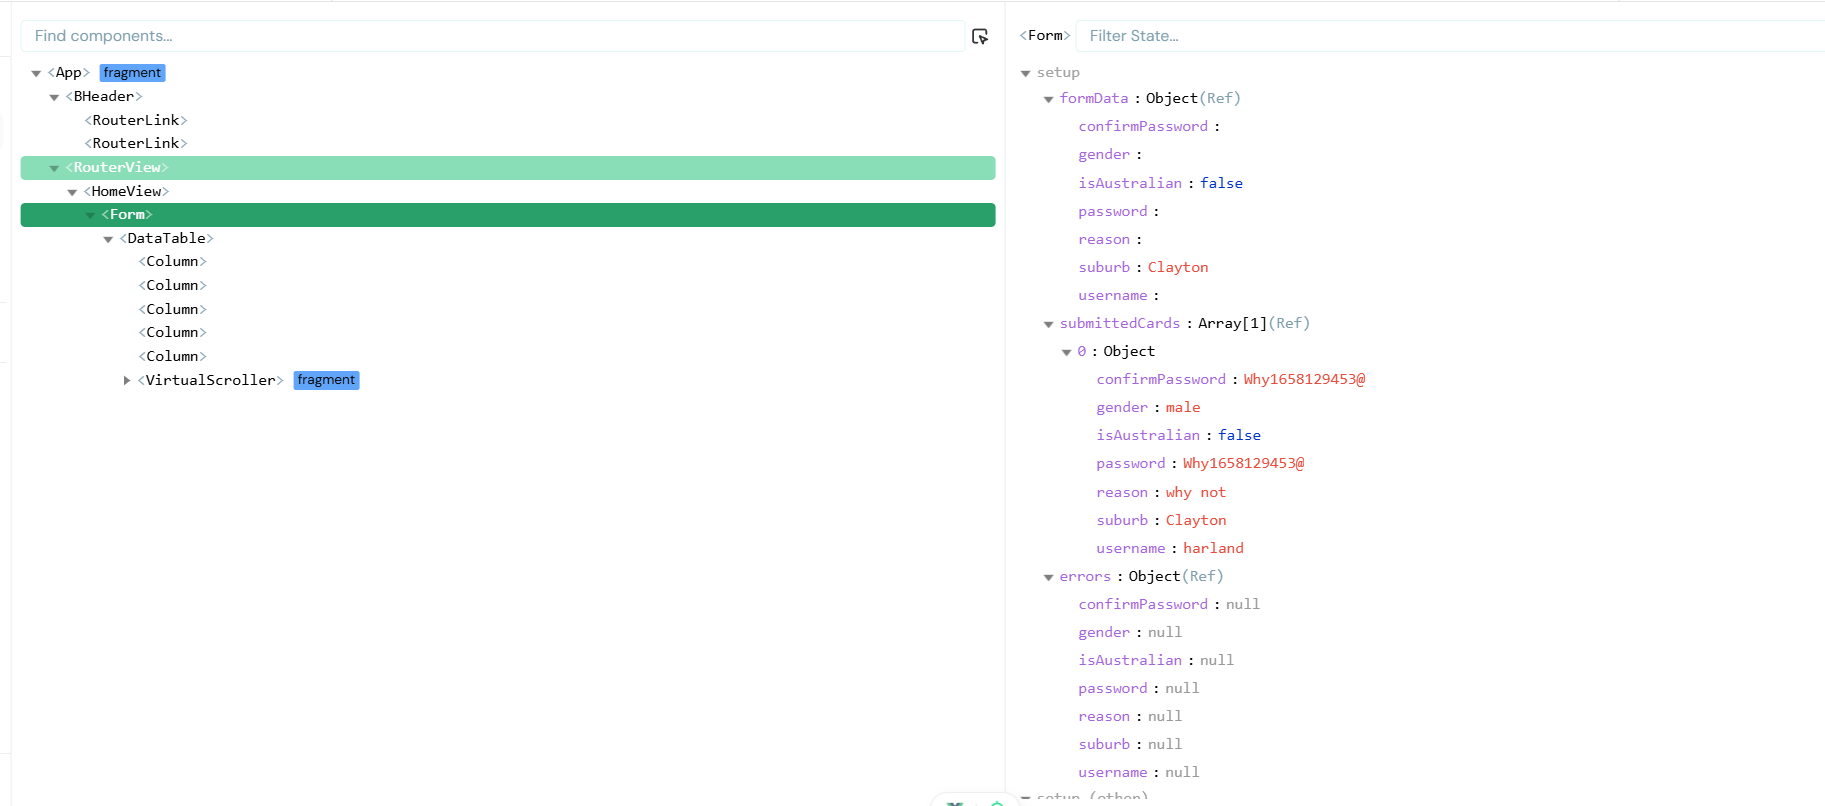 Find components...
<App> fragment
<BHeader>
<RouterLink>
<RouterLink>
<RouterView>
<HomeView>
<Form>
<DataTable>
<Column>
<Column>
<Column>
<Column>
<Column>
<VirtualScroller> fragment
<Form> Filter State...
setup
formData : Object(Ref)
confirmPassword :
gender :
isAustralian : false
password :
reason :
suburb : Clayton
username :
submittedCards : Array[1](Ref)
0 : Object
confirmPassword : Why1658129453@
gender : male
isAustralian : false
password : Why1658129453@
reason : why not
suburb : Clayton
username : harland
errors : Object(Ref)
confirmPassword : null
gender : null
isAustralian : null
password : null
reason : null
suburb : null
username : null
setup (other)